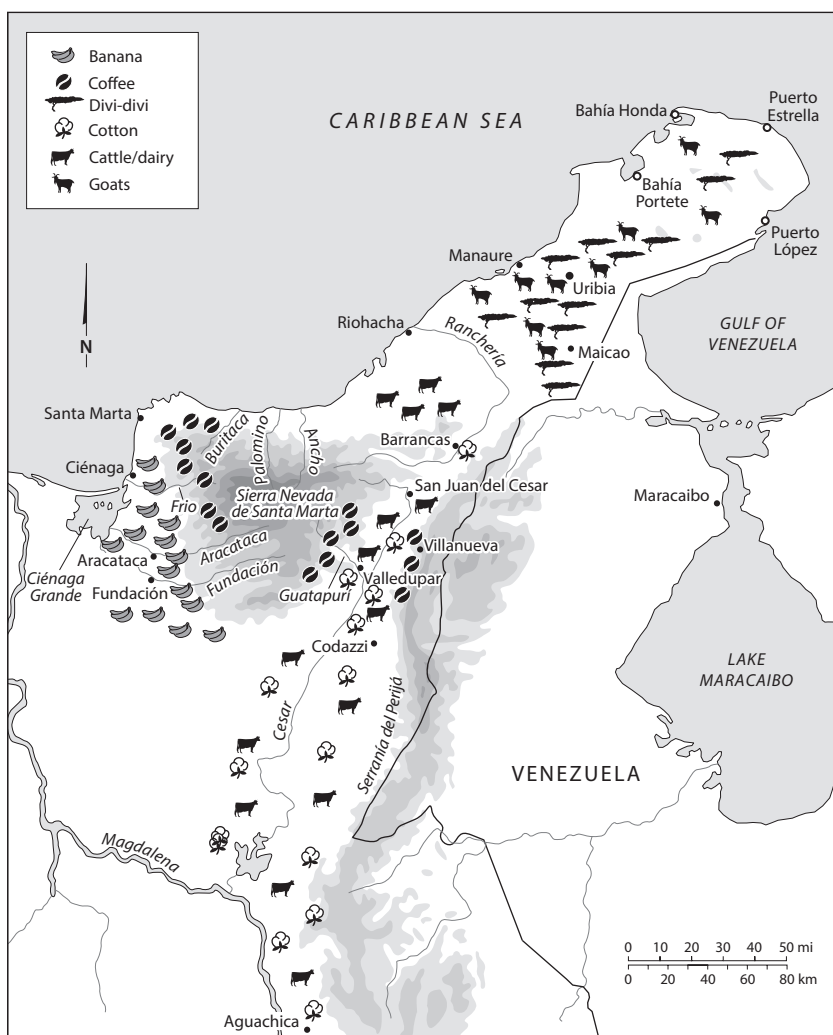 Banana
Coffee
Divi-divi
Cotton
Cattle/dairy
Goats
CARIBBEAN SEA
Bahía Honda
Puerto
Estrella
Bahía
Portete
Puerto
López
Manaure
Uribia
N
Riohacha
Ranchería
Maicao
GULF OF
VENEZUELA
Santa Marta
Buritaca
Palomino
Ancho
Barrancas
Ciénaga
San Juan del Cesar
Sierra Nevada
de Santa Marta
Frio
Maracaibo
Villanueva
Aracataca
Aracataca
Ciénaga
Grande
Fundación
Fundación
Guatapurí
Valledupar
Codazzi
LAKE
MARACAIBO
Cesar
Serranía del Perijá
VENEZUELA
Magdalena
0 10 20 30 40 50 mi
0 20 40 60 80 km
Aguachica